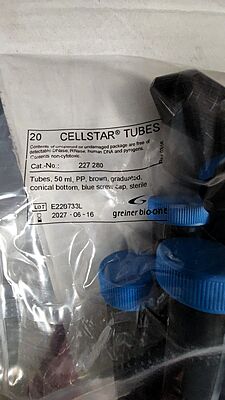 20 CELLSTAR® TUBES
Contents of unopened or undamaged package are free of
detectable DNase, RNase, human DNA and pyrogens.
Contents non-cytotoxic.
Cat.-No.: 227 280
Tubes, 50 ml, PP, brown, graduated,
conical bottom, blue screw cap, sterile
LOT E220733L
2027-06-16
greiner bio-one